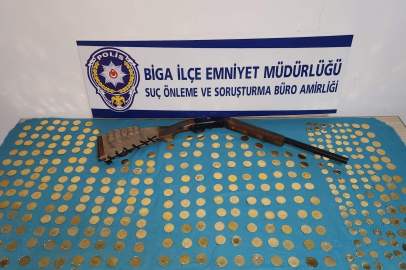 POLİS
BİGA İLÇE EMNİYET MÜDÜRLÜĞÜ
SUÇ ÖNLEME VE SORUŞTURMA BÜRO AMİRLİĞİ